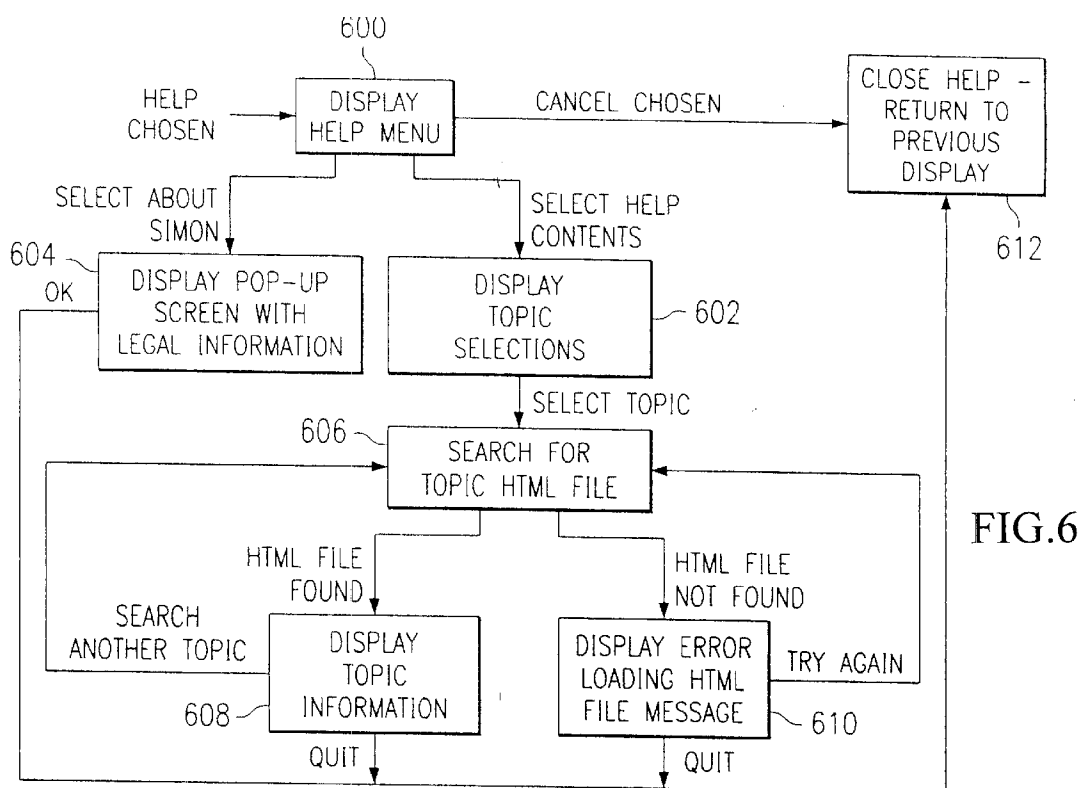 600
HELP
CHOSEN
DISPLAY
HELP MENU
CANCEL CHOSEN
CLOSE HELP -
RETURN TO
PREVIOUS
DISPLAY
612
SELECT ABOUT
SIMON
SELECT HELP
CONTENTS
604
OK
DISPLAY POP-UP
SCREEN WITH
LEGAL INFORMATION
DISPLAY
TOPIC
SELECTIONS
602
SELECT TOPIC
606
SEARCH FOR
TOPIC HTML FILE
FIG.6
HTML FILE
FOUND
HTML FILE
NOT FOUND
SEARCH
ANOTHER TOPIC
DISPLAY
TOPIC
INFORMATION
608
DISPLAY ERROR
LOADING HTML
FILE MESSAGE
TRY AGAIN
610
QUIT
QUIT